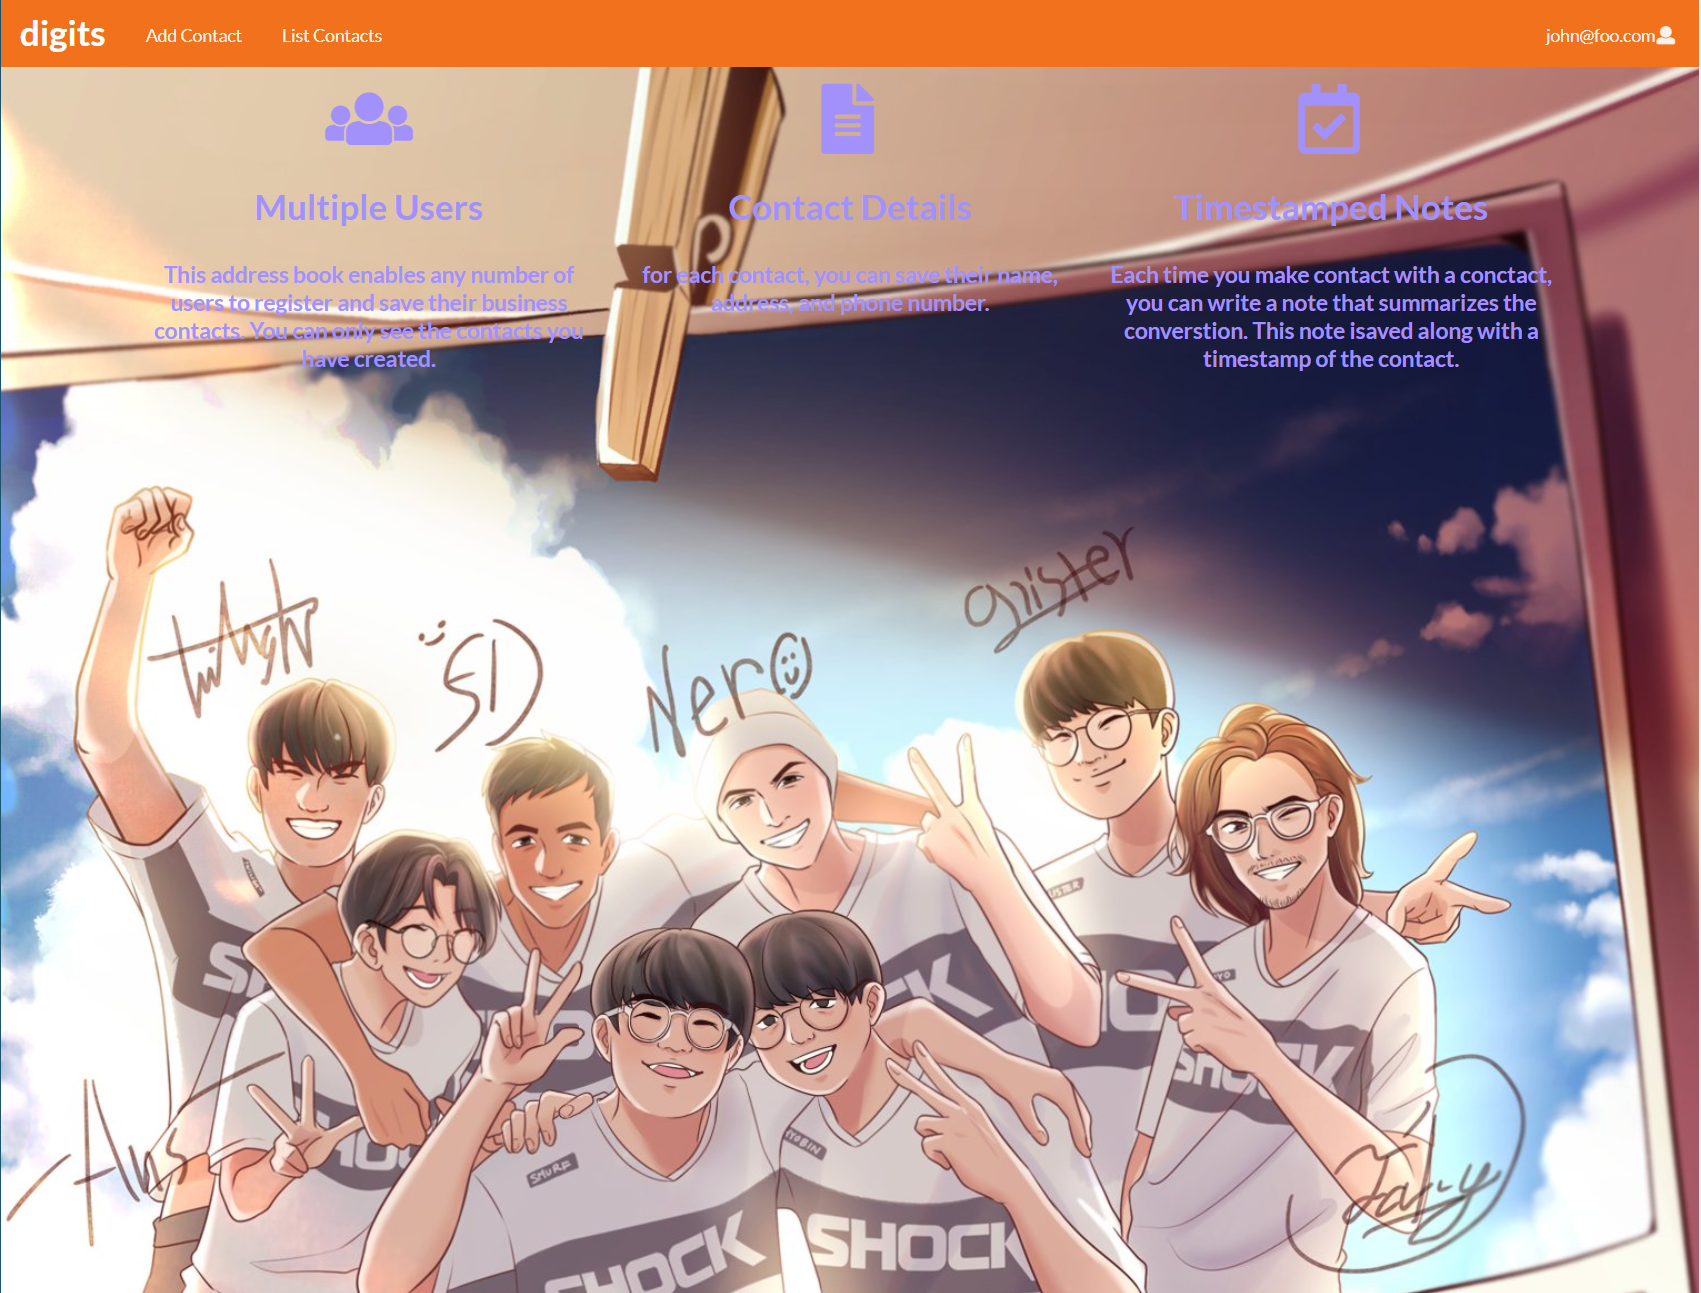 digits
Add Contact
List Contacts
john@foo.com
Multiple Users
This address book enables any number of
users to register and save their business
contacts. You can only see the contacts you
have created.
Contact Details
for each contact, you can save their name,
address, and phone number.
Timestamped Notes
Each time you make contact with a conctact,
you can write a note that summarizes the
converstion. This note isaved along with a
timestamp of the contact.
Nero
SMURF
SHOCK
SHOCK
SHOCK